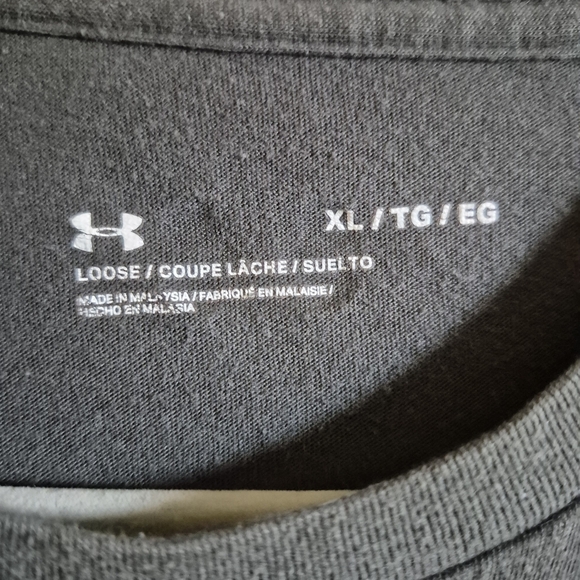 XL / TG / EG
LOOSE / COUPE LÂCHE / SUELTO
MADE IN MALAYSIA / FABRIQUÉ EN MALAISIE /
HECHO EN MALASIA